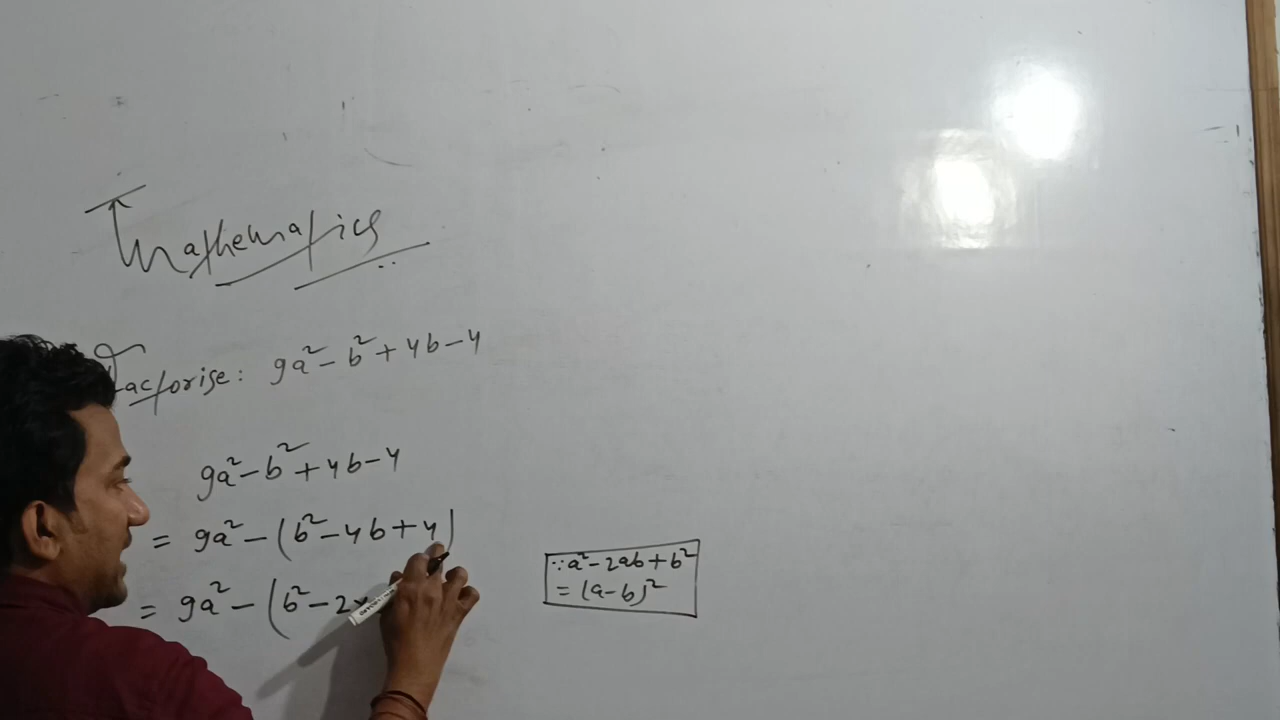 Mathematics
Factorise: 9a² - b² + 4b - 4
9a² - b² + 4b - 4
= 9a² - (b² - 4b + 4)
= 9a² - (b² - 2×
∵ a² - 2ab + b²
= (a - b)²